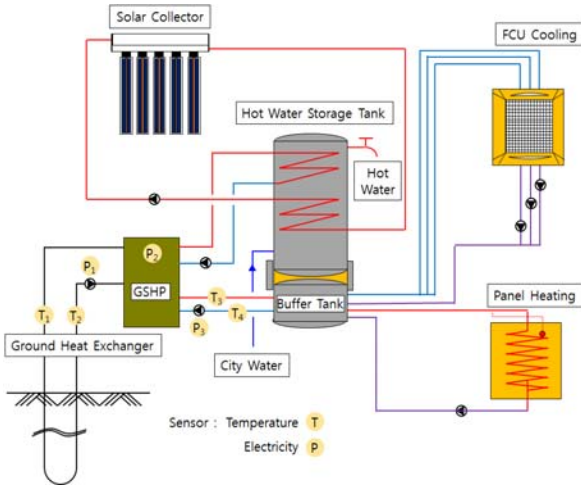 Solar Collector
FCU Cooling
Hot Water Storage Tank
Hot
Water
P2
P1
GSHP
T3
T1
T2
T4
P3
Buffer Tank
Panel Heating
Ground Heat Exchanger
City Water
Sensor : Temperature T
Electricity P